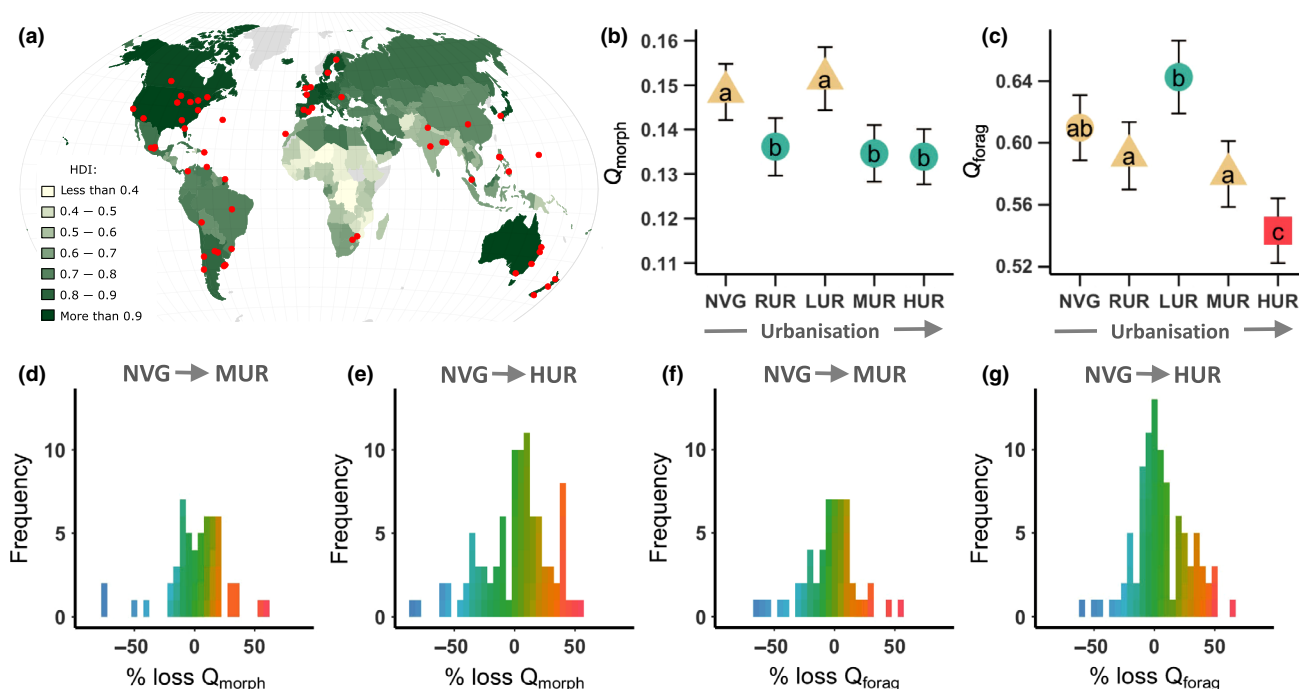 (a)
HDI:
Less than 0.4
0.4 – 0.5
0.5 – 0.6
0.6 – 0.7
0.7 – 0.8
0.8 – 0.9
More than 0.9
(b)
Qmorph
0.16
0.15
0.14
0.13
0.12
0.11
a
b
a
b
b
NVG RUR LUR MUR HUR
Urbanisation
(c)
Qforag
0.64
0.60
0.56
0.52
ab
a
b
a
c
NVG RUR LUR MUR HUR
Urbanisation
(d)
NVG → MUR
Frequency
10
5
0
−50 0 50
% loss Qmorph
(e)
NVG → HUR
Frequency
10
5
0
−50 0 50
% loss Qmorph
(f)
NVG → MUR
Frequency
10
5
0
−50 0 50
% loss Qforag
(g)
NVG → HUR
Frequency
10
5
0
−50 0 50
% loss Qforag